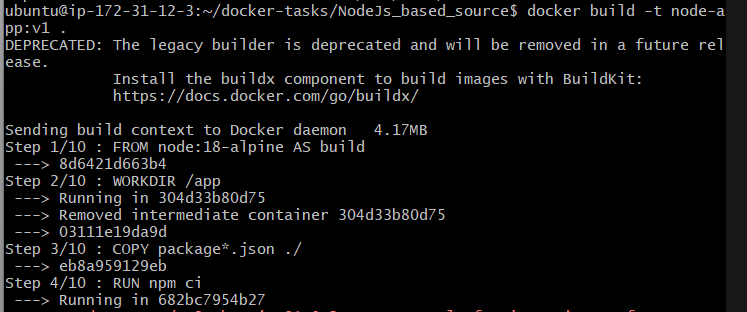 ubuntu@ip-172-31-12-3:~/docker-tasks/NodeJs_based_source$ docker build -t node-a
pp:v1 .
DEPRECATED: The legacy builder is deprecated and will be removed in a future rel
ease.
            Install the buildx component to build images with BuildKit:
            https://docs.docker.com/go/buildx/
Sending build context to Docker daemon   4.17MB
Step 1/10 : FROM node:18-alpine AS build
 ---> 8d6421d663b4
Step 2/10 : WORKDIR /app
 ---> Running in 304d33b80d75
 ---> Removed intermediate container 304d33b80d75
 ---> 03111e19da9d
Step 3/10 : COPY package*.json ./
 ---> eb8a959129eb
Step 4/10 : RUN npm ci
 ---> Running in 682bc7954b27